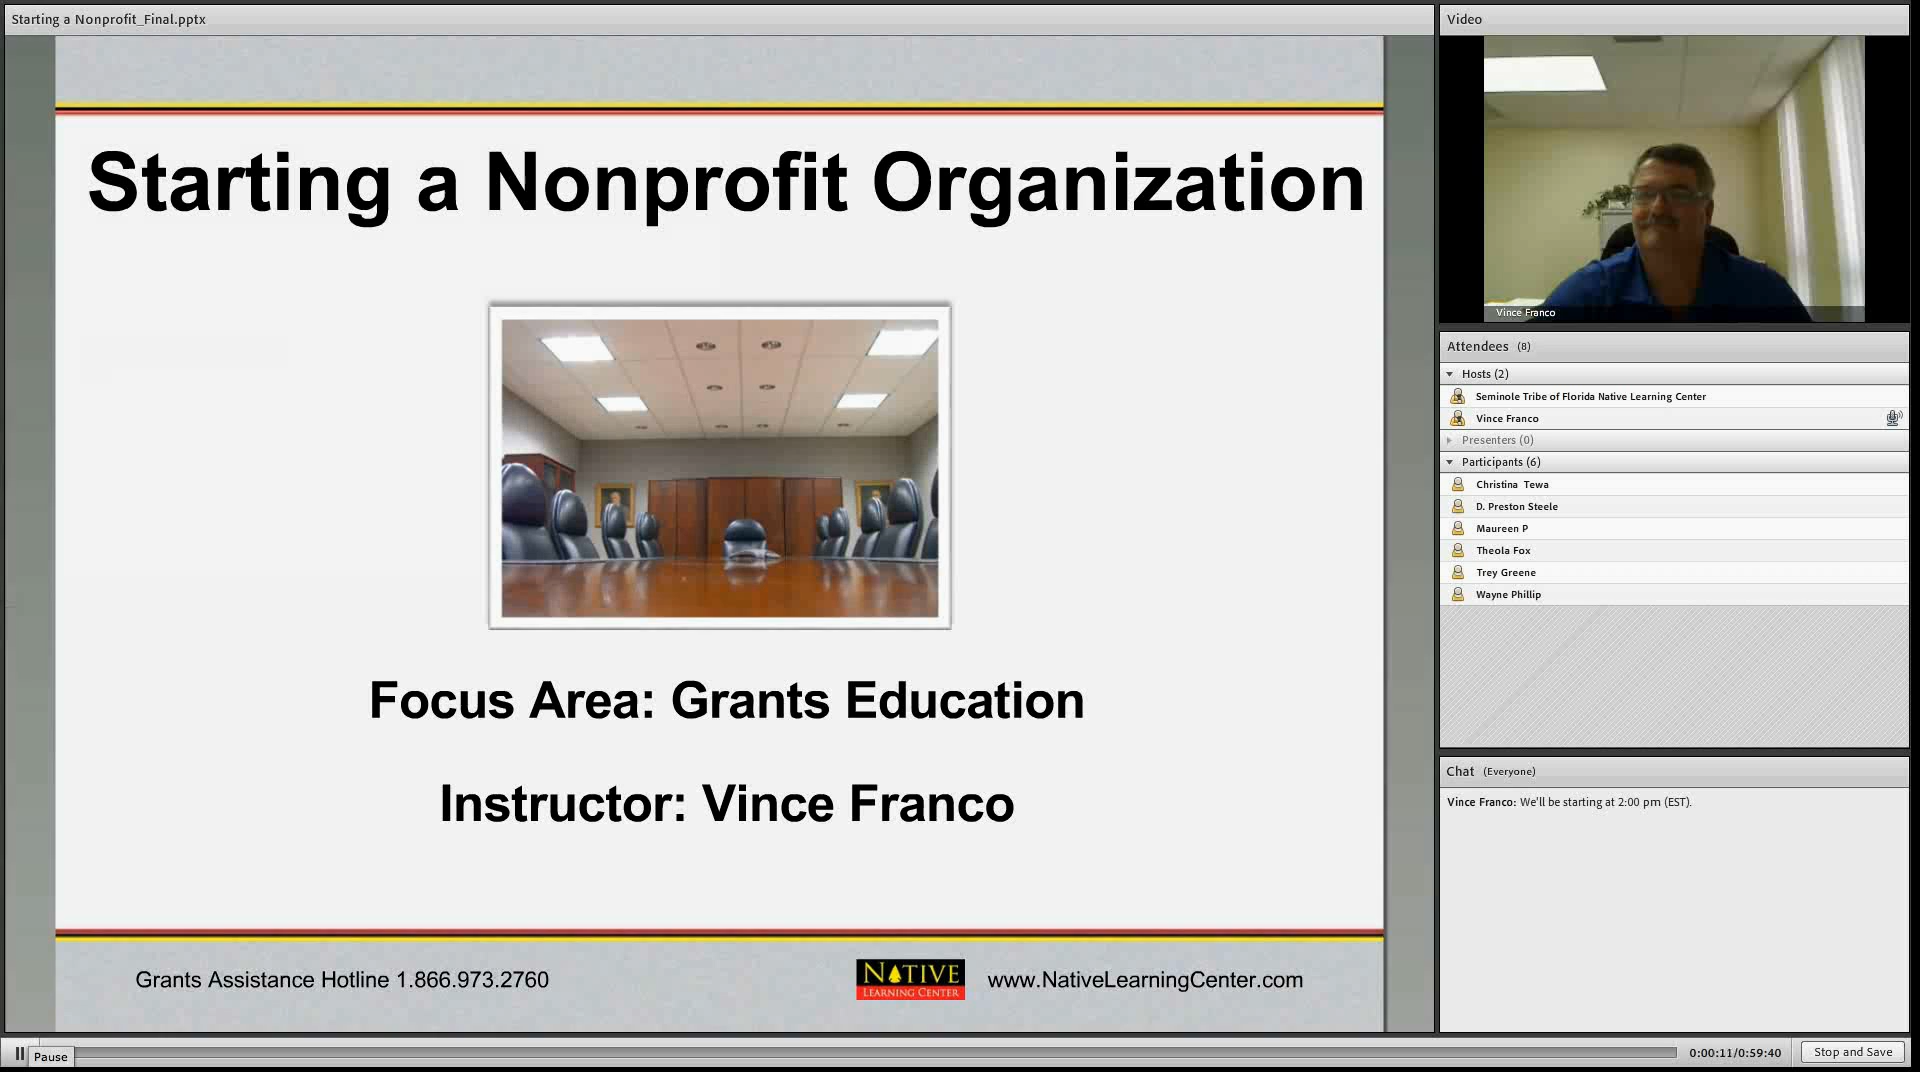 Starting a Nonprofit_Final.pptx
Starting a Nonprofit Organization
Focus Area: Grants Education
Instructor: Vince Franco
Grants Assistance Hotline 1.866.973.2760
NATIVE
LEARNING CENTER
www.NativeLearningCenter.com
Video
Vince Franco
Attendees (8)
Hosts (2)
Seminole Tribe of Florida Native Learning Center
Vince Franco
Presenters (0)
Participants (6)
Christina Tewa
D. Preston Steele
Maureen P
Theola Fox
Trey Greene
Wayne Phillip
Chat (Everyone)
Vince Franco: We'll be starting at 2:00 pm (EST).
Pause
0:00:11/0:59:40
Stop and Save